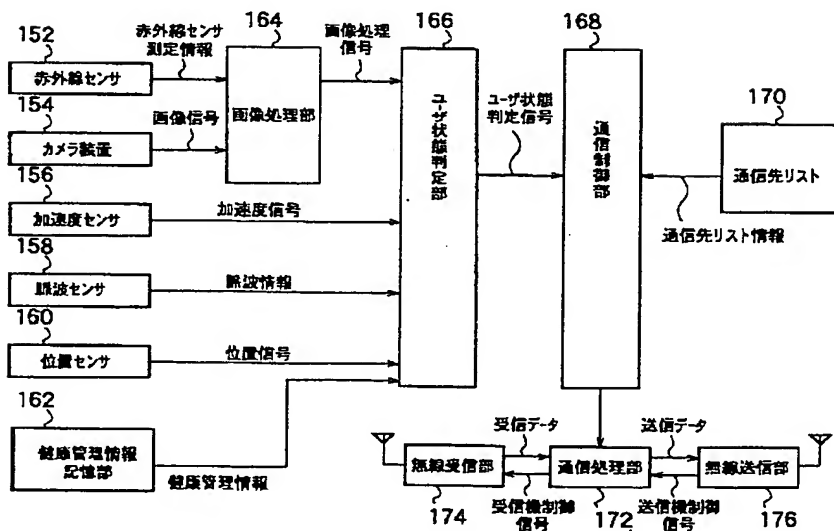 152
赤外線センサ
赤外線センサ
測定情報
164
画像処理部
画像処理
信号
166
ユーザ状態判定部
168
通信制御部
154
カメラ装置
画像信号
ユーザ状態
判定信号
170
通信先リスト
通信先リスト情報
156
加速度センサ
加速度信号
158
脈波センサ
脈波情報
160
位置センサ
位置信号
162
健康管理情報
記憶部
健康管理情報
受信データ
送信データ
無線受信部
通信処理部
無線送信部
174
受信機制御
信号
172
送信機制御
信号
176